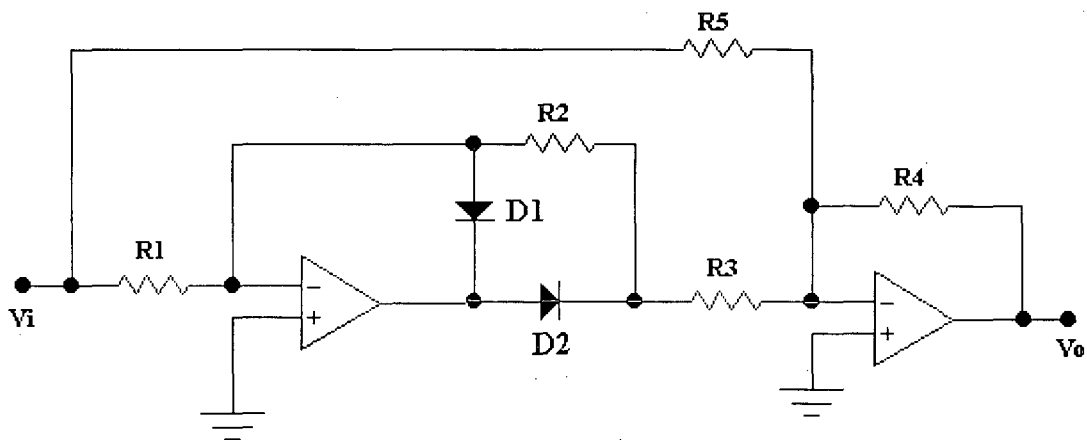 R5
R2
R4
D1
R1
R3
Vi
−
+
−
+
D2
Vo